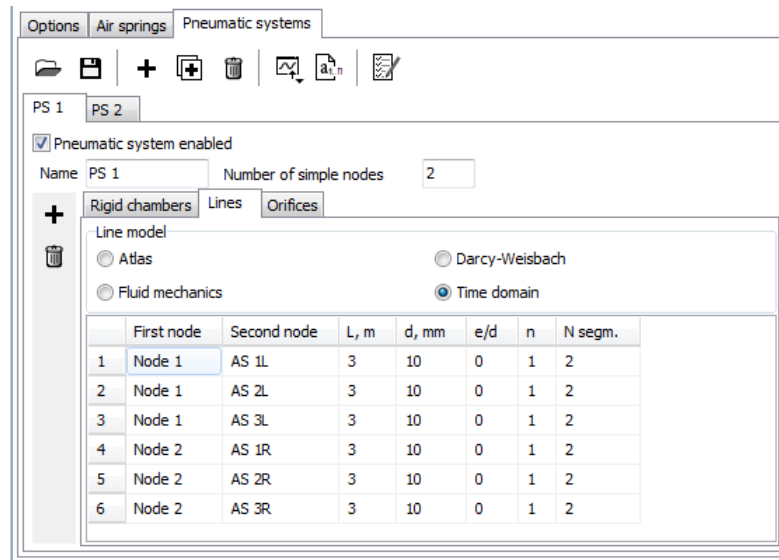 Options Air springs Pneumatic systems
a1..n
PS 1 PS 2
Pneumatic system enabled
Name PS 1 Number of simple nodes 2
Rigid chambers Lines Orifices
Line model
Atlas Darcy-Weisbach
Fluid mechanics Time domain
First node Second node L, m d, mm e/d n N segm.
1 Node 1 AS 1L 3 10 0 1 2
2 Node 1 AS 2L 3 10 0 1 2
3 Node 1 AS 3L 3 10 0 1 2
4 Node 2 AS 1R 3 10 0 1 2
5 Node 2 AS 2R 3 10 0 1 2
6 Node 2 AS 3R 3 10 0 1 2